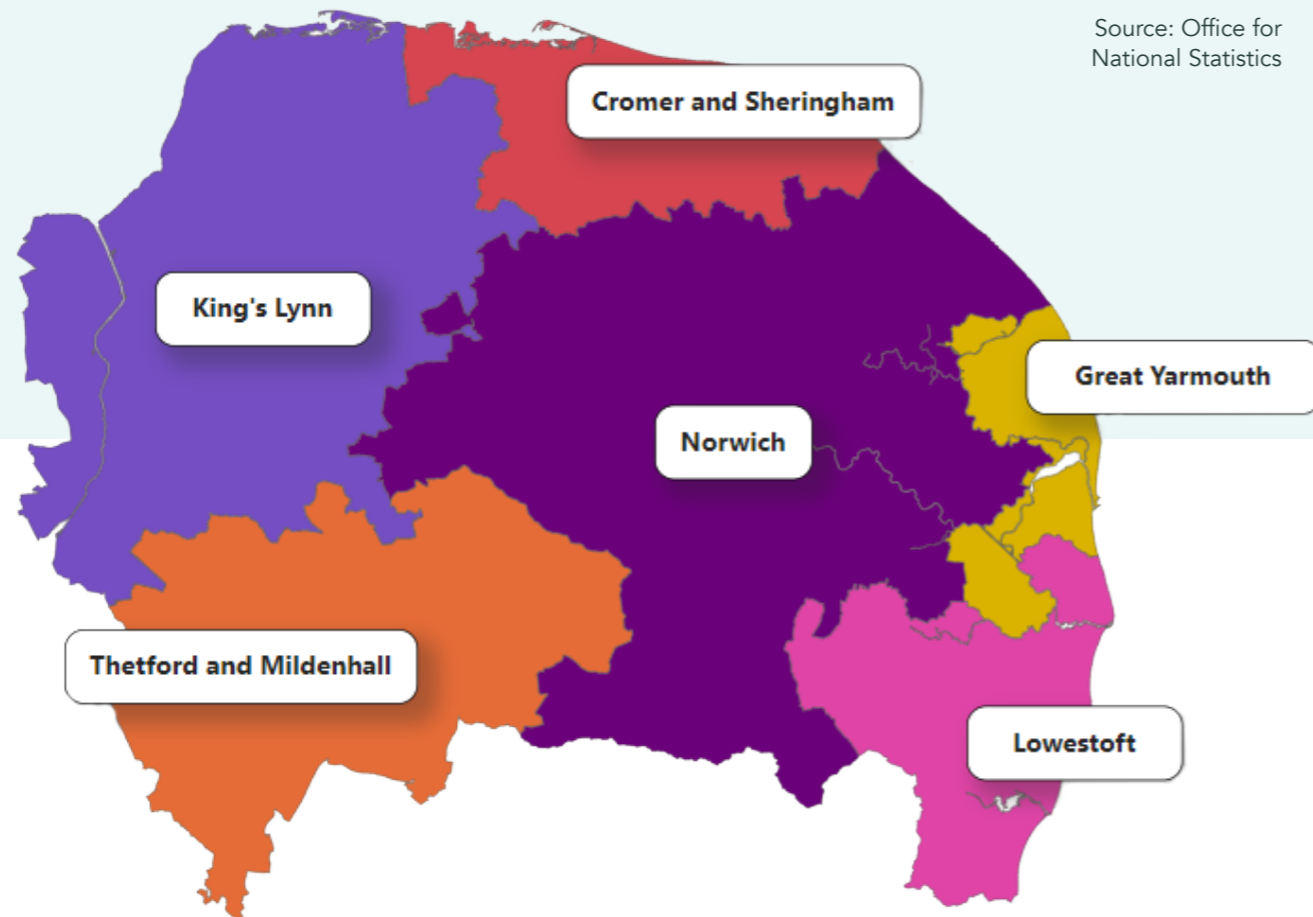 Source: Office for
National Statistics
Cromer and Sheringham
King's Lynn
Great Yarmouth
Norwich
Thetford and Mildenhall
Lowestoft